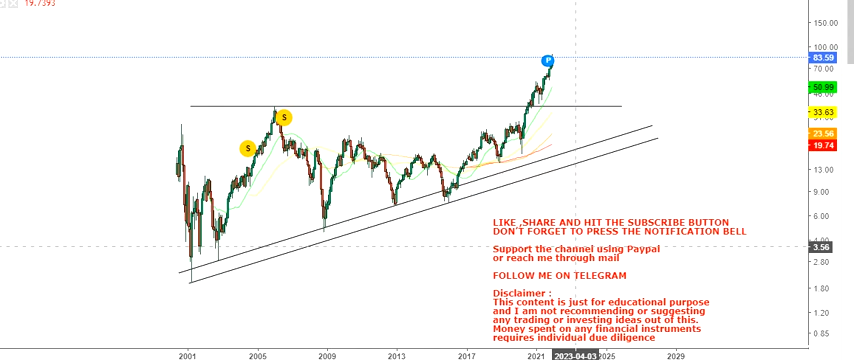 19.7393
150.00
100.00
83.59
70.00
50.99
33.63
23.56
19.74
13.00
9.00
6.00
3.56
2.80
1.80
1.20
0.85
P
S
S
LIKE ,SHARE AND HIT THE SUBSCRIBE BUTTON
DON'T FORGET TO PRESS THE NOTIFICATION BELL
Support the channel using Paypal
or reach me through mail
FOLLOW ME ON TELEGRAM
Disclaimer :
This content is just for educational purpose
and I am not recommending or suggesting
any trading or investing ideas out of this.
Money spent on any financial instruments
requires individual due diligence
2001 2005 2009 2013 2017 2021 2023-04-03 2025 2029